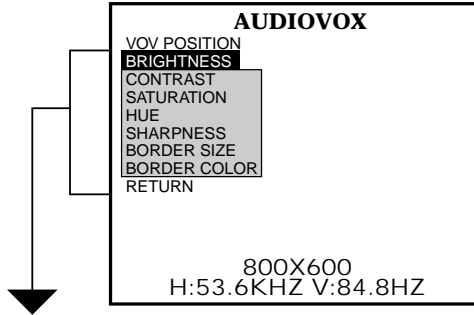 AUDIOVOX
VOV POSITION
BRIGHTNESS
CONTRAST
SATURATION
HUE
SHARPNESS
BORDER SIZE
BORDER COLOR
RETURN
800X600
H:53.6KHZ V:84.8HZ